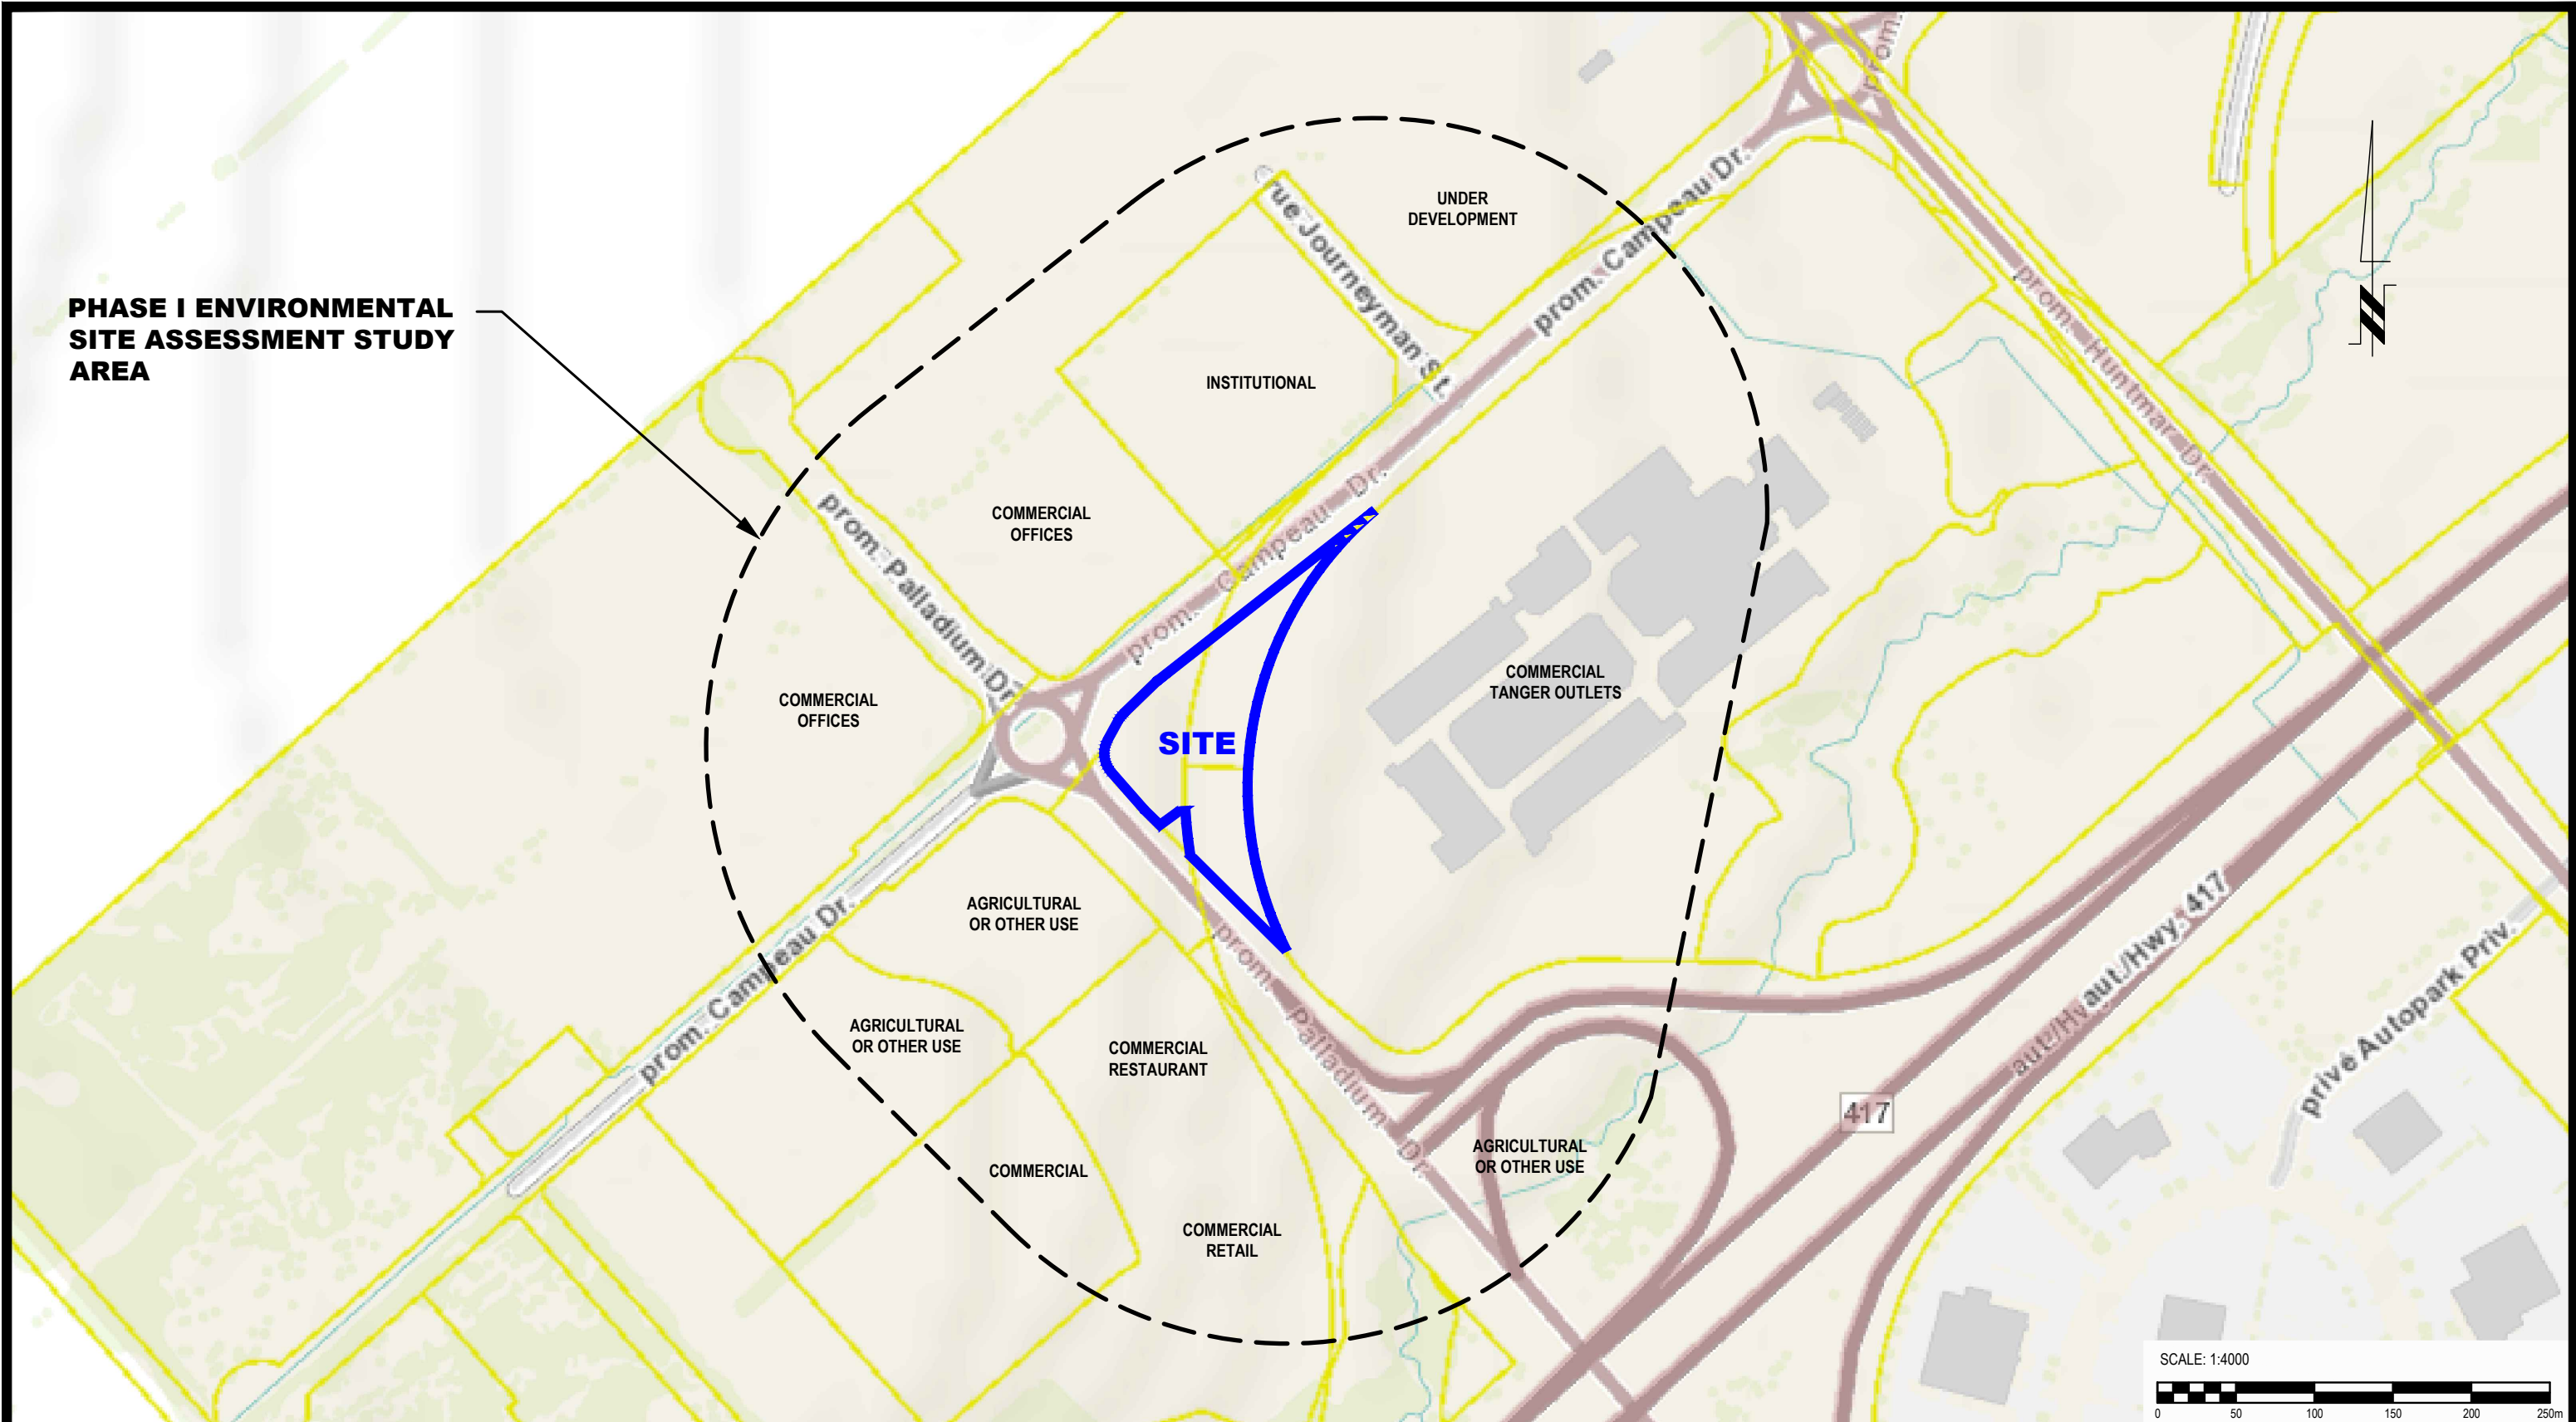 prom.
UNDER
DEVELOPMENT
rue Journeyman St.
prom. Campeau Dr.
PHASE I ENVIRONMENTAL
SITE ASSESSMENT STUDY
AREA
INSTITUTIONAL
prom. Huntmar Dr.
COMMERCIAL
OFFICES
prom. Palladium Dr.
prom. Campeau Dr.
COMMERCIAL
OFFICES
SITE
COMMERCIAL
TANGER OUTLETS
AGRICULTURAL
OR OTHER USE
prom. Campeau Dr.
AGRICULTURAL
OR OTHER USE
COMMERCIAL
RESTAURANT
prom. Palladium Dr.
aut./Hwy. 417
aut./Hw
privé Autopark Priv.
417
COMMERCIAL
AGRICULTURAL
OR OTHER USE
COMMERCIAL
RETAIL
SCALE: 1:4000
0 50 100 150 200 250m